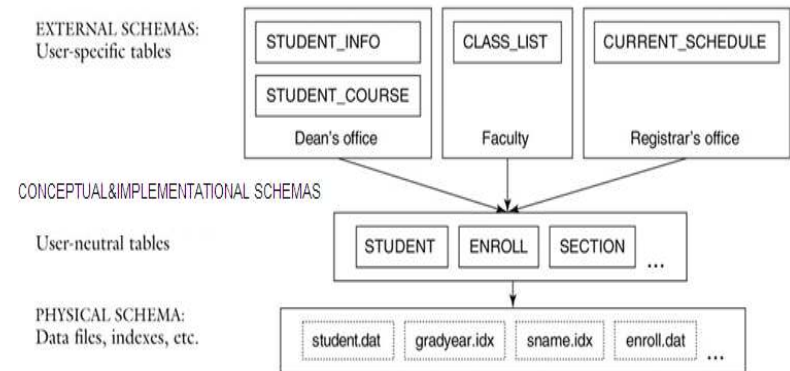 EXTERNAL SCHEMAS:
User-specific tables
STUDENT_INFO
STUDENT_COURSE
Dean's office
CLASS_LIST
Faculty
CURRENT_SCHEDULE
Registrar's office
CONCEPTUAL&IMPLEMENTATIONAL SCHEMAS
User-neutral tables
STUDENT
ENROLL
SECTION
...
PHYSICAL SCHEMA:
Data files, indexes, etc.
student.dat
gradyear.idx
sname.idx
enroll.dat
...